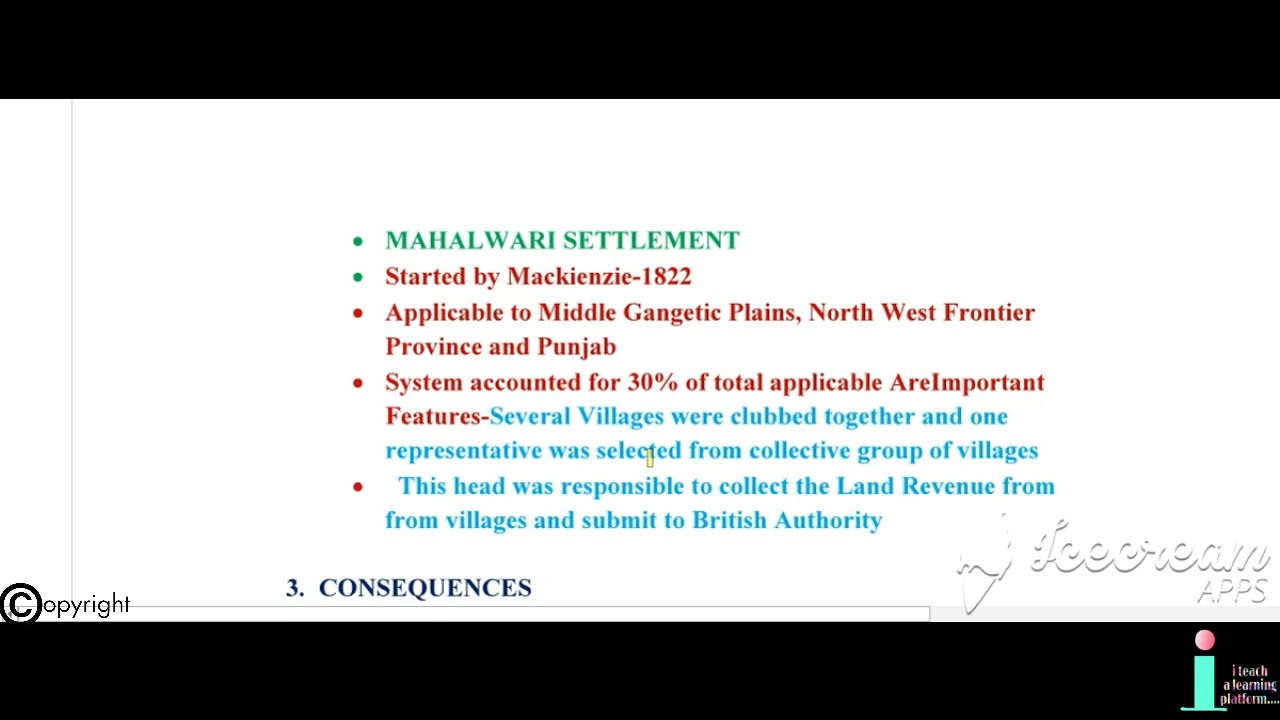 MAHALWARI SETTLEMENT
Started by Mackienzie-1822
Applicable to Middle Gangetic Plains, North West Frontier
Province and Punjab
System accounted for 30% of total applicable AreImportant
Features-Several Villages were clubbed together and one
representative was selected from collective group of villages
This head was responsible to collect the Land Revenue from
from villages and submit to British Authority
3. CONSEQUENCES
©opyright
Icecream
APPS
i teach
a learning
platform....